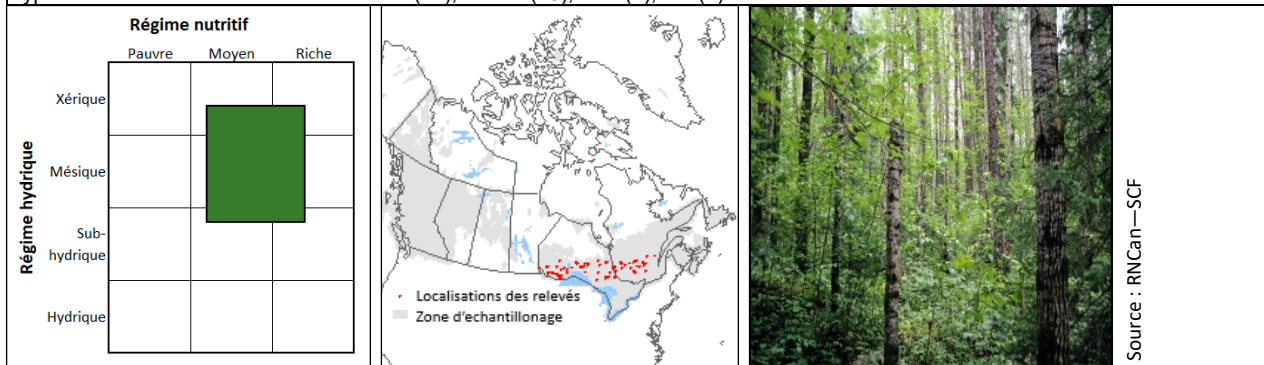 Régime nutritif
Pauvre Moyen Riche
Régime hydrique
Xérique
Mésique
Sub-
hydrique
Hydrique
Localisations des relevés
Zone d'echantillonage
Source : RNCan—SCF